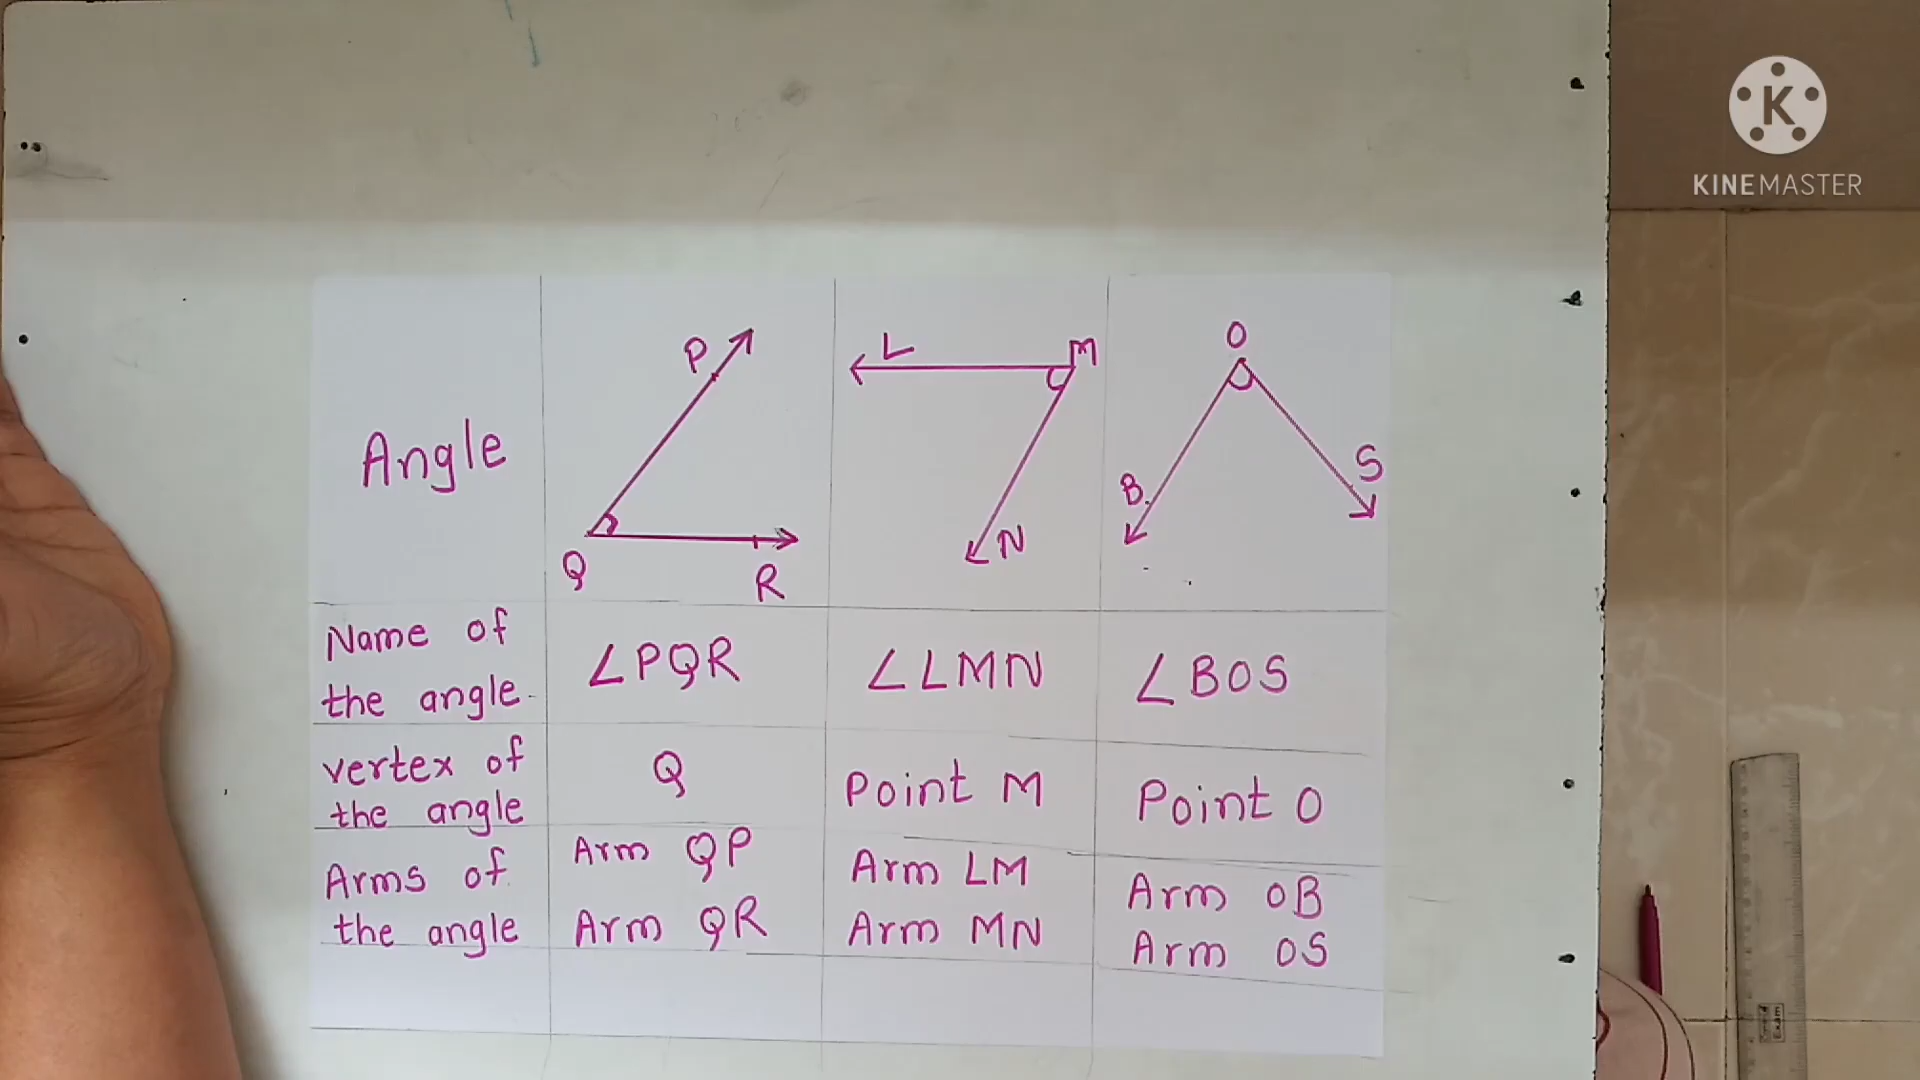 K
KINEMASTER
P
L
M
O
Angle
B
S
N
Q
R
Name of
the angle
∠PQR
∠LMN
∠BOS
vertex of
the angle
Q
Point M
Point O
Arms of
the angle
Arm QP
Arm QR
Arm LM
Arm MN
Arm OB
Arm OS